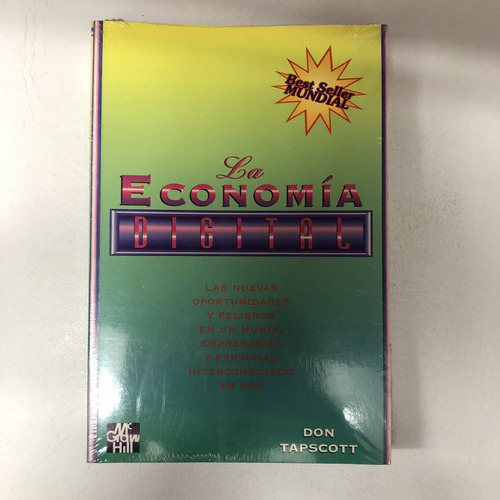 Best Seller
MUNDIAL
La
ECONOMÍA
DIGITAL
LAS NUEVAS
OPORTUNIDADES
Y PELIGROS
EN UN MUNDO
EMPRESARIAL
Y PERSONAL
INTERCONECTADO
EN RED
Mc
Graw
Hill
DON
TAPSCOTT